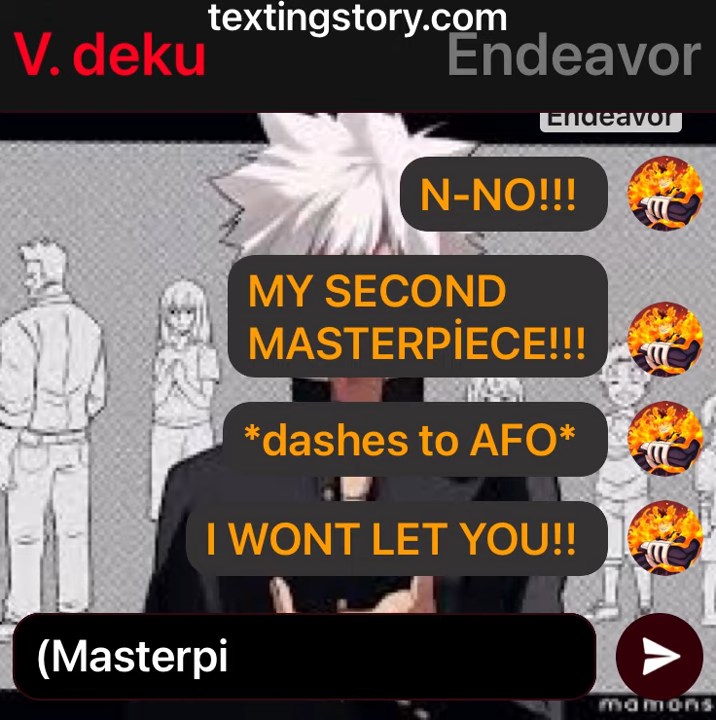 textingstory.com
V. deku
Endeavor
Endeavor
N-NO!!!
MY SECOND
MASTERPİECE!!!
*dashes to AFO*
I WONT LET YOU!!
(Masterpi
mamons